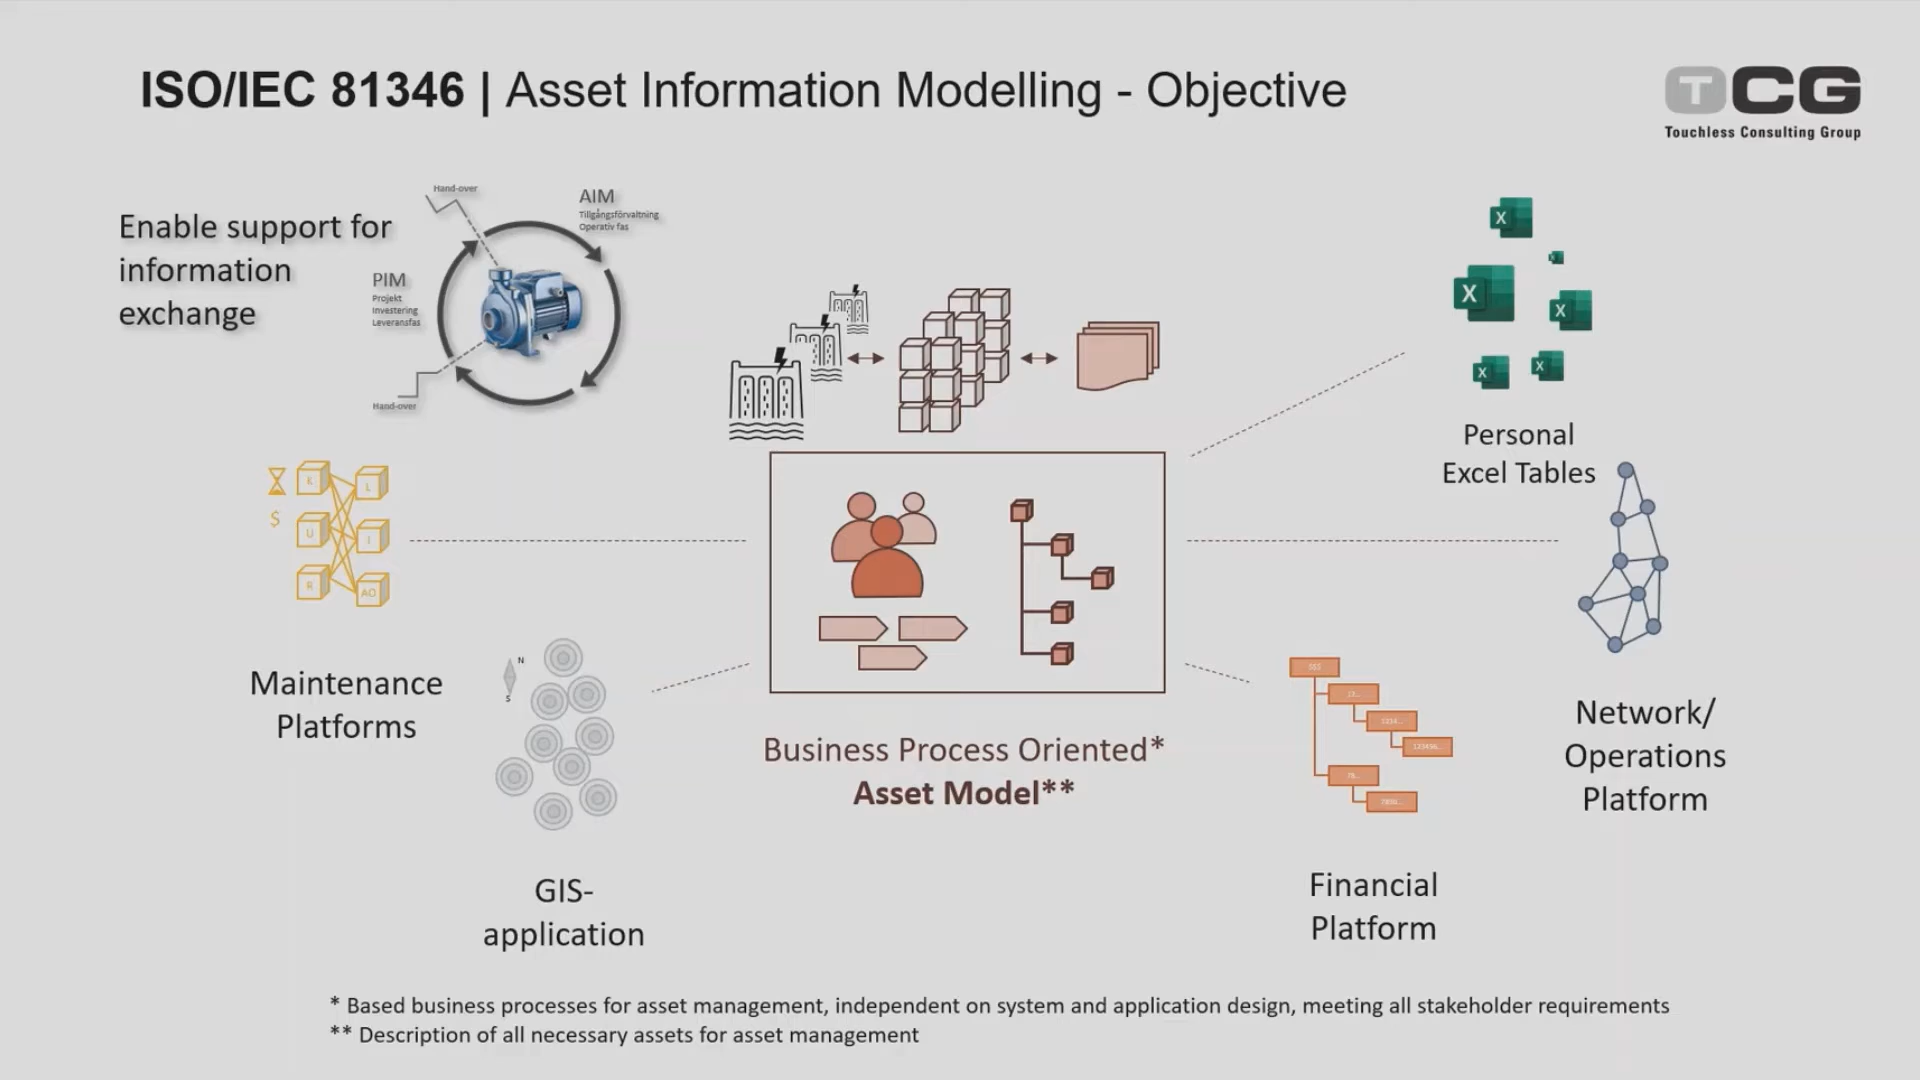 ISO/IEC 81346 | Asset Information Modelling - Objective
TCG
Touchless Consulting Group
Enable support for
information
exchange
Hand-over
AIM
Tillgångsförvaltning
Operativ fas
PIM
Projekt
Investering
Leveransfas
Hand-over
X
X
X
X
X
Personal
Excel Tables
$
K
L
U
I
R
AO
Maintenance
Platforms
N
S
GIS-
application
Business Process Oriented*
Asset Model**
Financial
Platform
Network/
Operations
Platform
* Based business processes for asset management, independent on system and application design, meeting all stakeholder requirements
** Description of all necessary assets for asset management